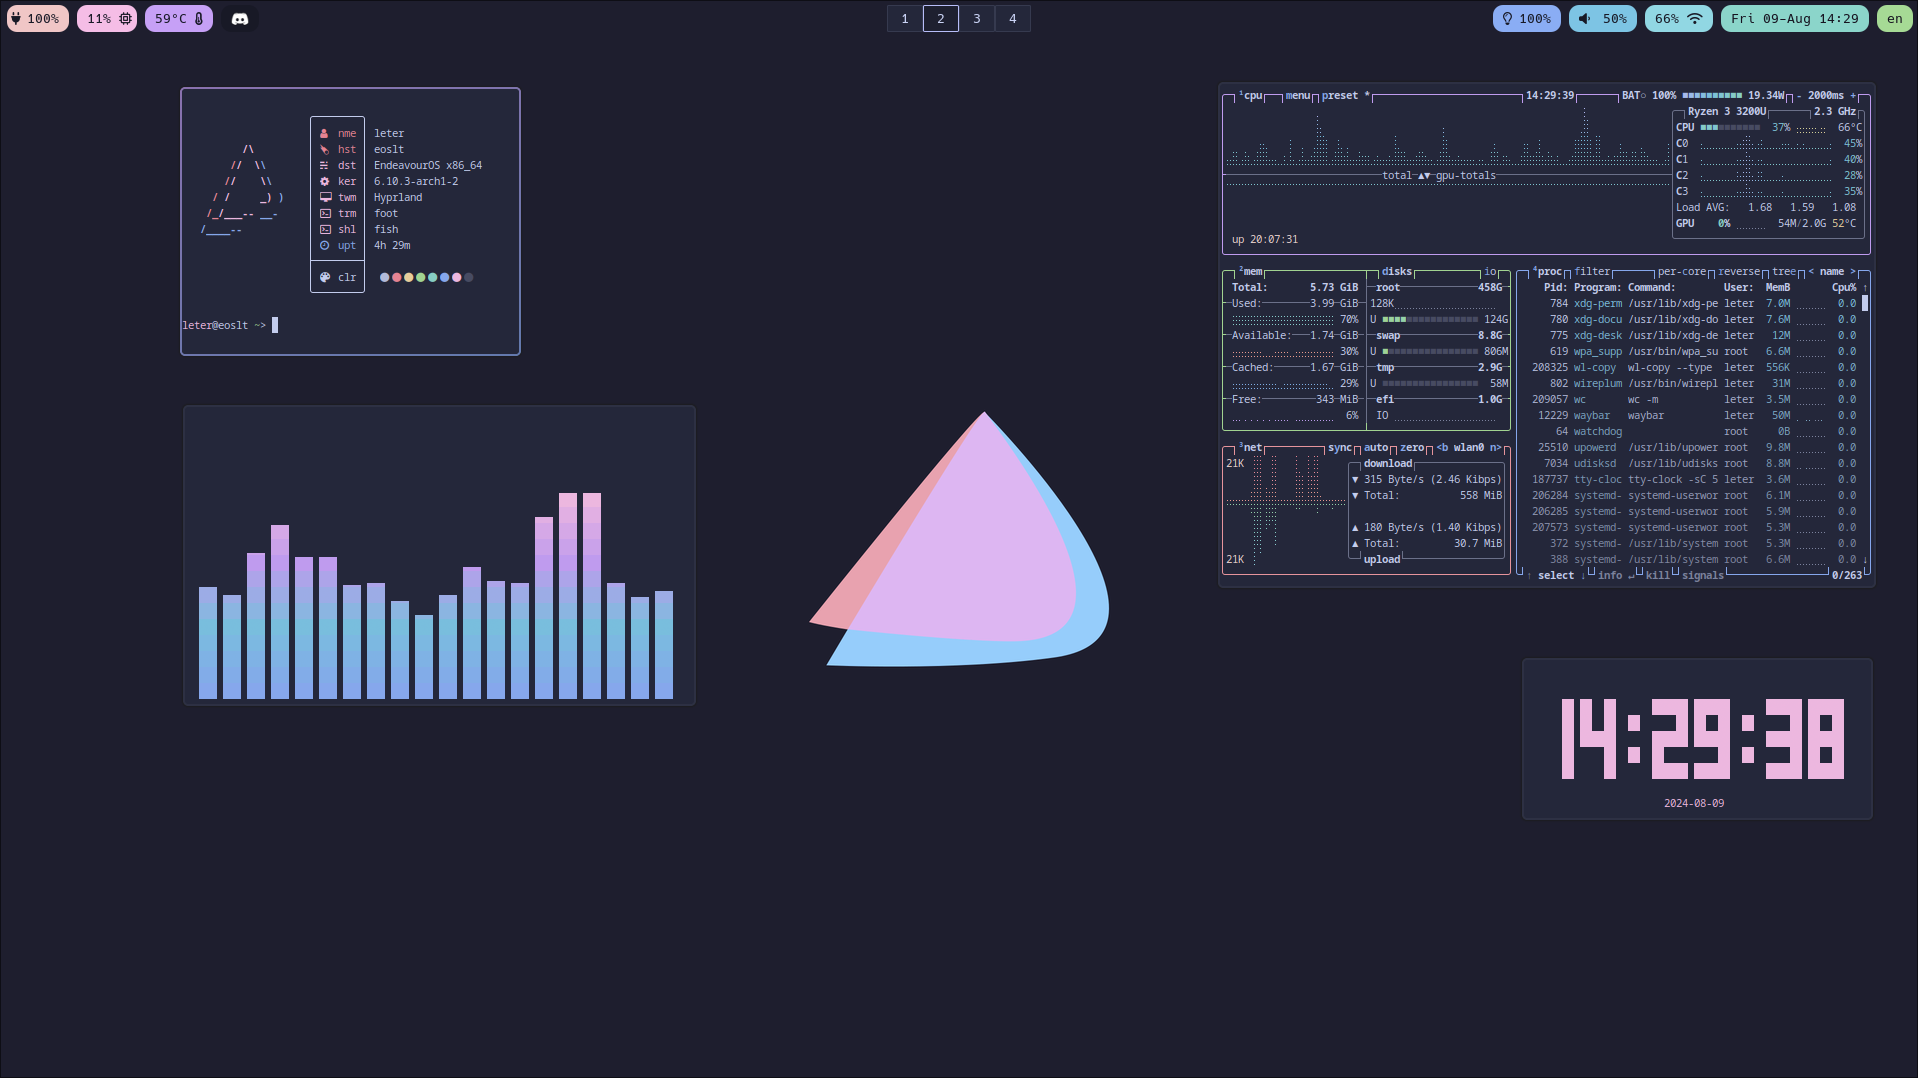 100% 11% 59°C 1 2 3 4 100% 50% 66% Fri 09-Aug 14:29 en
nme leter
hst eoslt
dst EndeavourOS x86_64
ker 6.10.3-arch1-2
twm Hyprland
trm foot
shl fish
upt 4h 29m
clr
leter@eoslt ~>
¹cpu menu preset * 14:29:39 BAT○ 100% 19.34W - 2000ms +
Ryzen 3 3200U 2.3 GHz
CPU 37% 66°C
C0 45%
C1 40%
C2 28%
C3 35%
Load AVG: 1.68 1.59 1.08
GPU 0% 54M/2.0G 52°C
total ▲▼ gpu-totals
up 20:07:31
²mem disks io
Total: 5.73 GiB
Used: 3.99 GiB
70%
Available: 1.74 GiB
30%
Cached: 1.67 GiB
29%
Free: 343 MiB
6%
root 458G
128K
U 124G
swap 8.8G
U 806M
tmp 2.9G
U 58M
efi 1.0G
IO
³net sync auto zero <b wlan0 n>
21K
download
▼ 315 Byte/s (2.46 Kibps)
▼ Total: 558 MiB
▲ 180 Byte/s (1.40 Kibps)
▲ Total: 30.7 MiB
21K
upload
⁴proc filter per-core reverse tree < name >
Pid: Program: Command: User: MemB Cpu% ↑
784 xdg-perm /usr/lib/xdg-pe leter 7.0M 0.0
780 xdg-docu /usr/lib/xdg-do leter 7.6M 0.0
775 xdg-desk /usr/lib/xdg-de leter 12M 0.0
619 wpa_supp /usr/bin/wpa_su root 6.6M 0.0
208325 wl-copy wl-copy --type leter 556K 0.0
802 wireplum /usr/bin/wirepl leter 31M 0.0
209057 wc wc -m leter 3.5M 0.0
12229 waybar waybar leter 50M 0.0
64 watchdog root 0B 0.0
25510 upowerd /usr/lib/upower root 9.8M 0.0
7034 udisksd /usr/lib/udisks root 8.8M 0.0
187737 tty-cloc tty-clock -sC 5 leter 3.6M 0.0
206284 systemd- systemd-userwor root 6.1M 0.0
206285 systemd- systemd-userwor root 5.9M 0.0
207573 systemd- systemd-userwor root 5.3M 0.0
372 systemd- /usr/lib/system root 5.3M 0.0
388 systemd- /usr/lib/system root 6.6M 0.0 ↓
↑ select ↓ info ↵ kill signals 0/263
14:29:38
2024-08-09